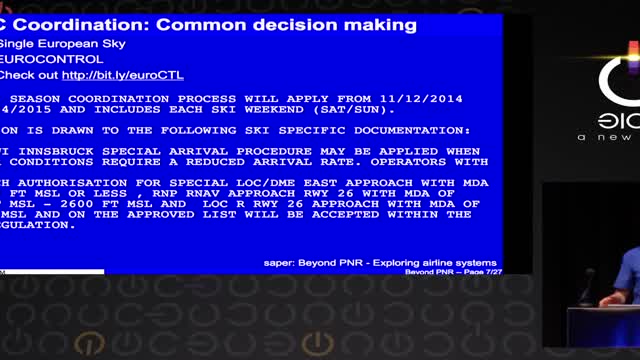 C Coordination: Common decision making
Single European Sky
EUROCONTROL
Check out http://bit.ly/euroCTL
SEASON COORDINATION PROCESS WILL APPLY FROM 11/12/2014
4/2015 AND INCLUDES EACH SKI WEEKEND (SAT/SUN).
ON IS DRAWN TO THE FOLLOWING SKI SPECIFIC DOCUMENTATION:
WI INNSBRUCK SPECIAL ARRIVAL PROCEDURE MAY BE APPLIED WHEN
CONDITIONS REQUIRE A REDUCED ARRIVAL RATE. OPERATORS WITH
CH AUTHORISATION FOR SPECIAL LOC/DME EAST APPROACH WITH MDA
FT MSL OR LESS , RNP RNAV APPROACH RWY 26 WITH MDA OF
MSL – 2600 FT MSL AND LOC R RWY 26 APPROACH WITH MDA OF
MSL AND ON THE APPROVED LIST WILL BE ACCEPTED WITHIN THE
EGULATION.
saper: Beyond PNR - Exploring airline systems
Beyond PNR -- Page 7/27
a new